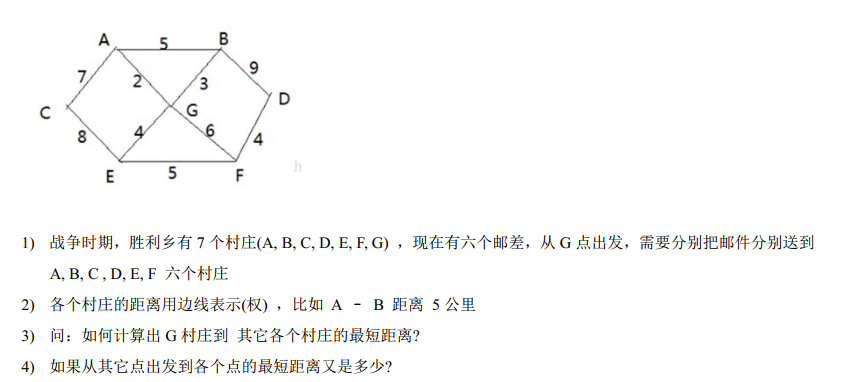 A 5 B
7 2 3 9
C G D
8 4 6 4
E 5 F
h
1) 战争时期，胜利乡有 7 个村庄(A, B, C, D, E, F, G) ，现在有六个邮差，从 G 点出发，需要分别把邮件分别送到
A, B, C , D, E, F 六个村庄
2) 各个村庄的距离用边线表示(权) ，比如 A – B 距离 5 公里
3) 问：如何计算出 G 村庄到 其它各个村庄的最短距离?
4) 如果从其它点出发到各个点的最短距离又是多少?